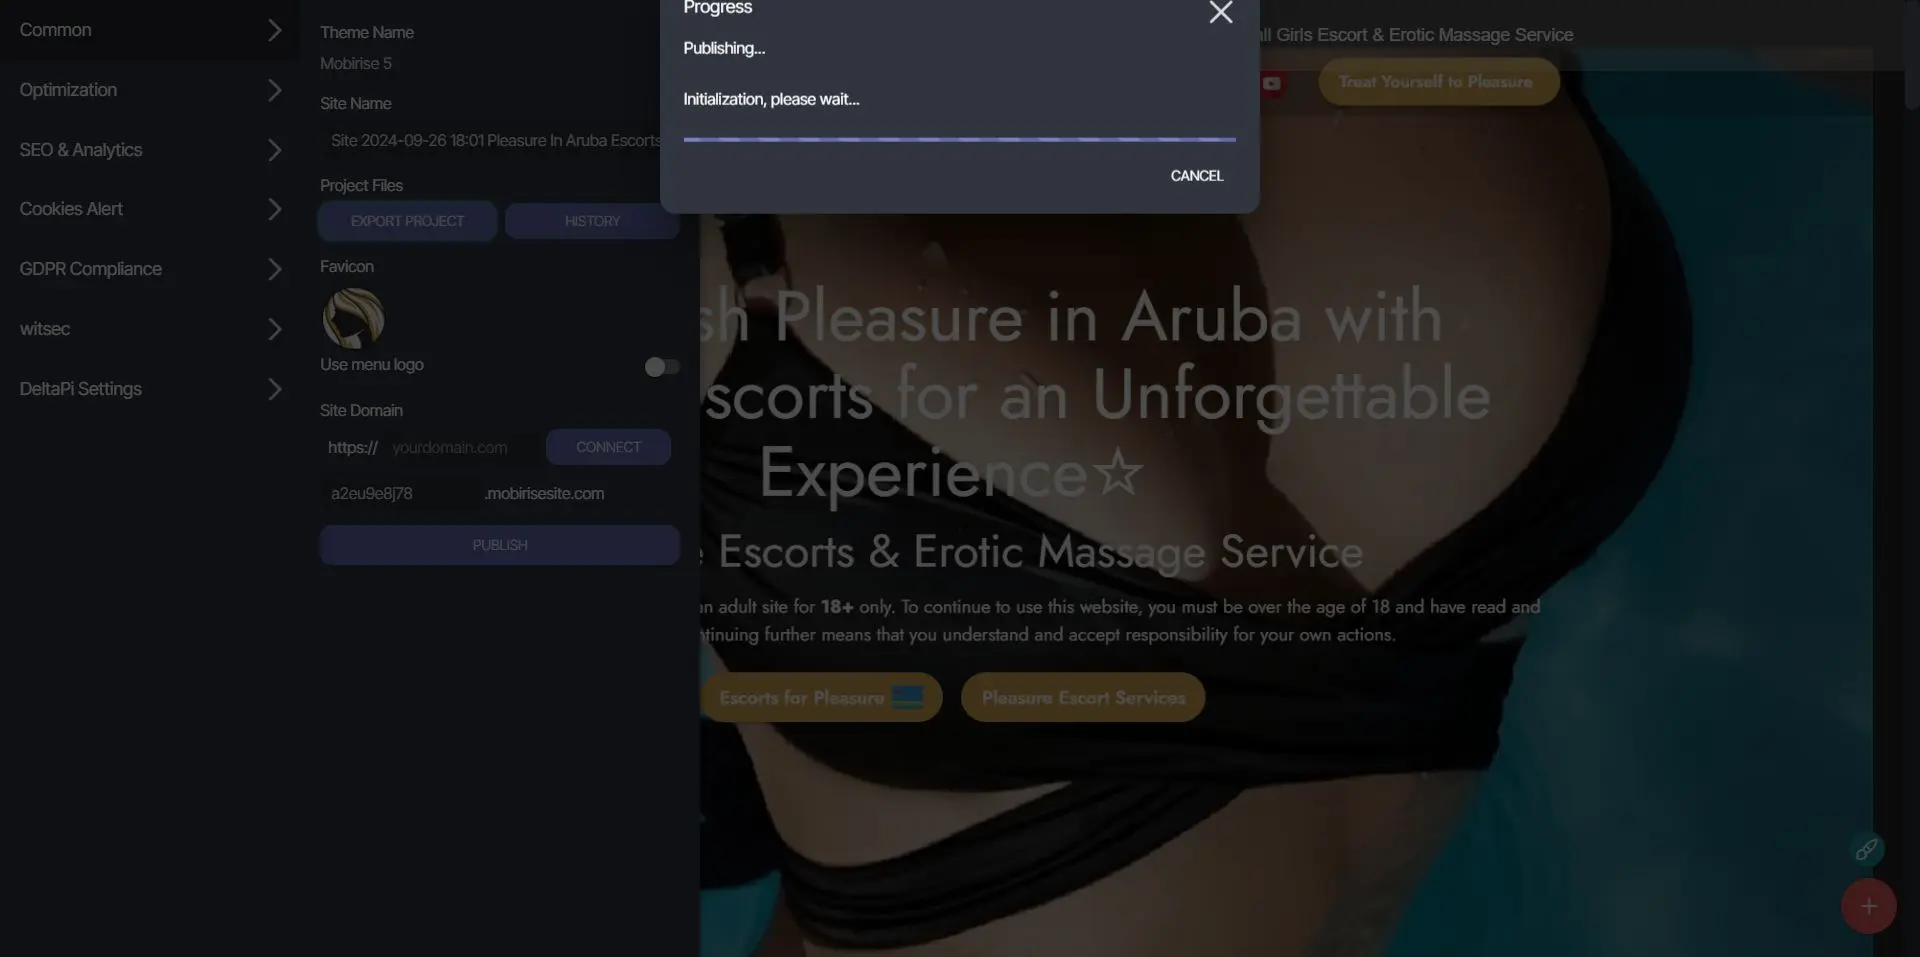 Common
Optimization
SEO & Analytics
Cookies Alert
GDPR Compliance
witsec
DeltaPi Settings
Theme Name
Mobirise 5
Site Name
Site 2024-09-26 18:01 Pleasure In Aruba Escorts
Project Files
EXPORT PROJECT
HISTORY
Favicon
Use menu logo
Site Domain
https://
yourdomain.com
CONNECT
a2eu9e8j78
.mobirisesite.com
PUBLISH
Progress
Publishing...
Initialization, please wait...
CANCEL
Girls Escort & Erotic Massage Service
Treat Yourself to Pleasure
Pleasure in Aruba with
scorts for an Unforgettable
Experience☆
Escorts & Erotic Massage Service
adult site for 18+ only. To continue to use this website, you must be over the age of 18 and have read and
further means that you understand and accept responsibility for your own actions.
Escorts for Pleasure
Pleasure Escort Services